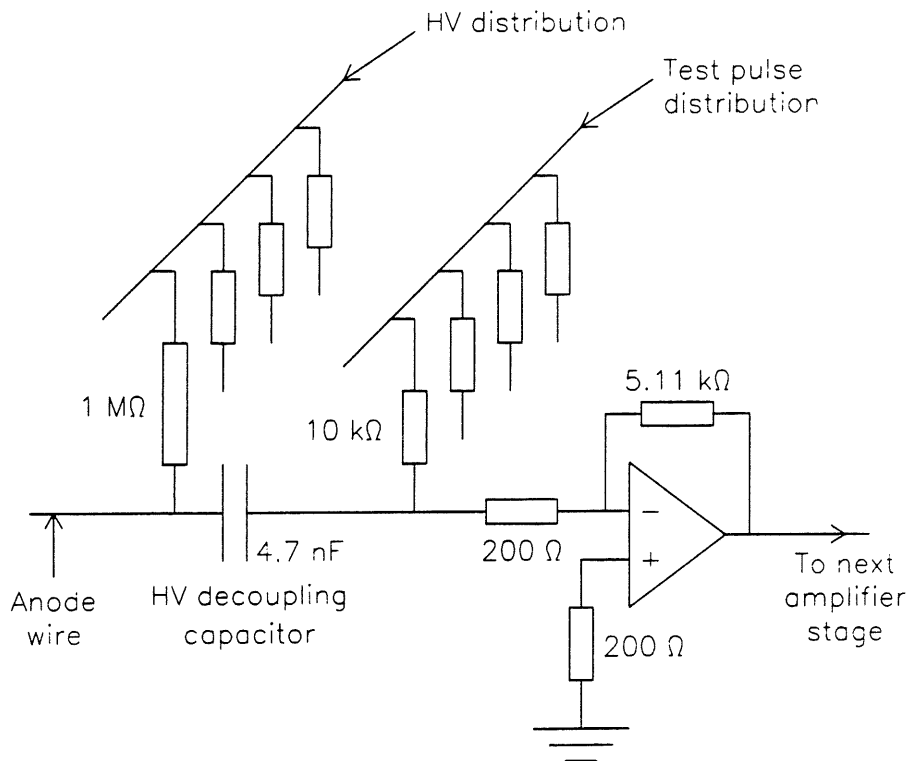 HV distribution
Test pulse
distribution
5.11 kΩ
1 MΩ
10 kΩ
−
4.7 nF
200 Ω
+
Anode
wire
HV decoupling
capacitor
To next
amplifier
stage
200 Ω